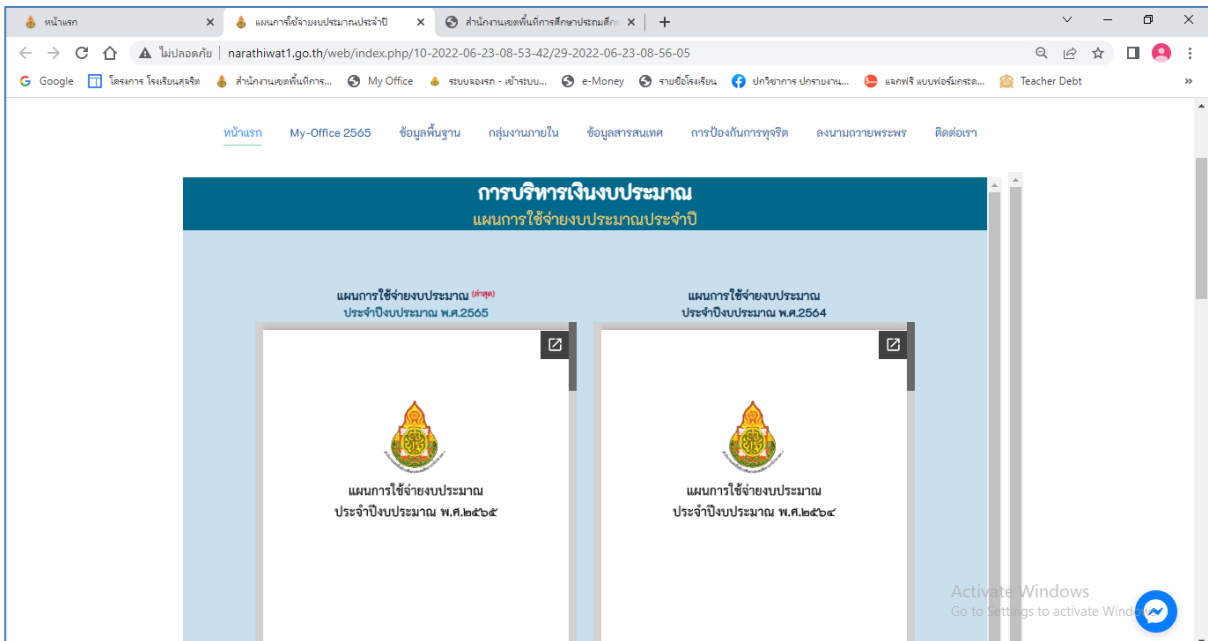 หน้าแรก
แผนการใช้จ่ายงบประมาณประจำปี
สำนักงานเขตพื้นที่การศึกษาประถมศึก
ไม่ปลอดภัย | narathiwat1.go.th/web/index.php/10-2022-06-23-08-53-42/29-2022-06-23-08-56-05
Google โครงการ โรงเรียนสุจริต สำนักงานเขตพื้นที่การ... My Office ระบบจองรถ - เข้าระบบ... e-Money รายชื่อโรงเรียน ปกวิชาการ ปกรายงาน... แจกฟรี แบบฟอร์มกระด... Teacher Debt »
หน้าแรก My-Office 2565 ข้อมูลพื้นฐาน กลุ่มงานภายใน ข้อมูลสารสนเทศ การป้องกันการทุจริต ลงนามถวายพระพร ติดต่อเรา
การบริหารเงินงบประมาณ
แผนการใช้จ่ายงบประมาณประจำปี
แผนการใช้จ่ายงบประมาณ (ล่าสุด)
ประจำปีงบประมาณ พ.ศ.2565
แผนการใช้จ่ายงบประมาณ
ประจำปีงบประมาณ พ.ศ.2564
แผนการใช้จ่ายงบประมาณ
ประจำปีงบประมาณ พ.ศ.๒๕๖๕
แผนการใช้จ่ายงบประมาณ
ประจำปีงบประมาณ พ.ศ.๒๕๖๔
Activate Windows
Go to Settings to activate Windo